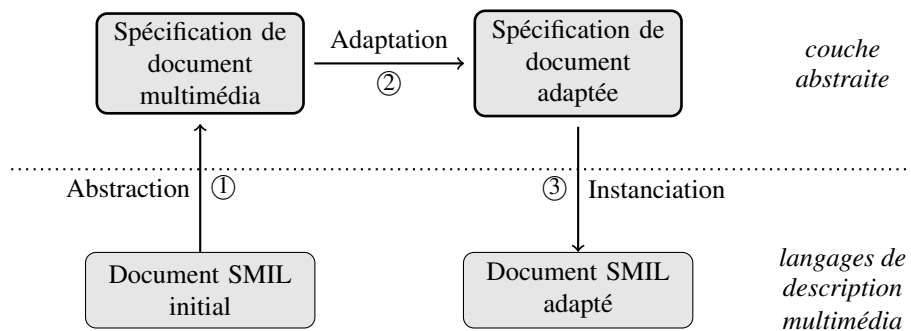 Spécification de
document
multimédia
Adaptation
②
Spécification de
document
adaptée
couche
abstraite
Abstraction
①
③
Instanciation
Document SMIL
initial
Document SMIL
adapté
langages de
description
multimédia